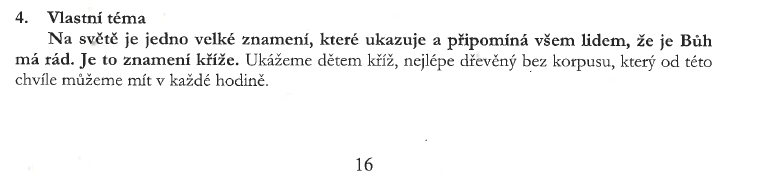 4. Vlastní téma
Na světě je jedno velké znamení, které ukazuje a připomíná všem lidem, že je Bůh
má rád. Je to znamení kříže. Ukážeme dětem kříž, nejlépe dřevěný bez korpusu, který od této
chvíle můžeme mít v každé hodině.
16